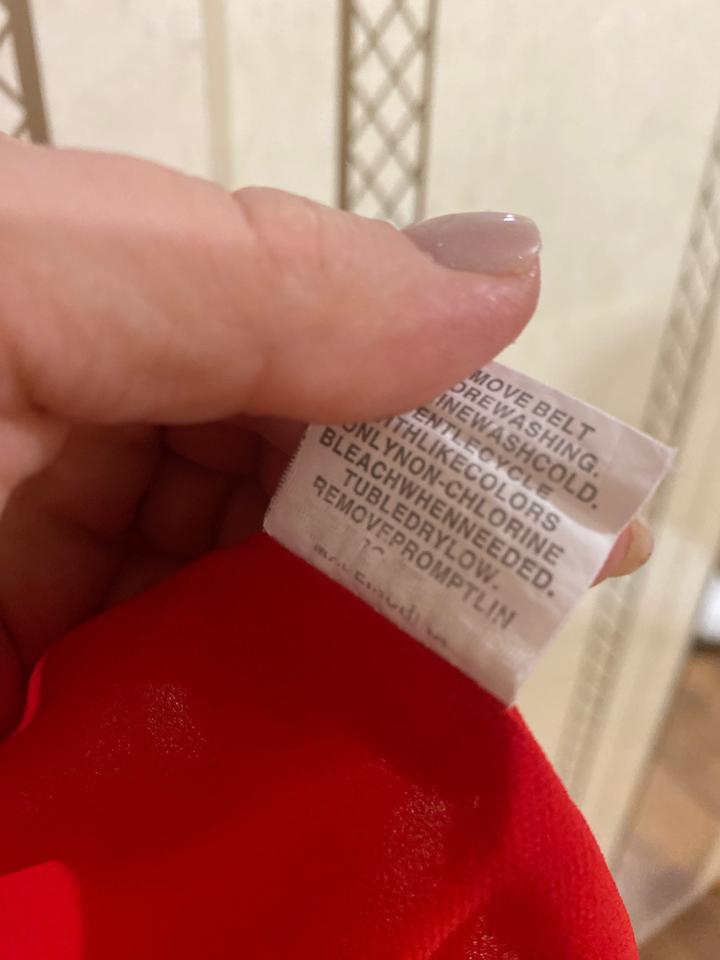 MOVE BELT
OREWASHING.
INEWASHCOLD.
ENTLECYCLE
ITHLIKECOLORS
ONLYNON-CHLORINE
BLEACHWHENNEEDED.
TUBLEDRYLOW.
REMOVEPROMPTLIN